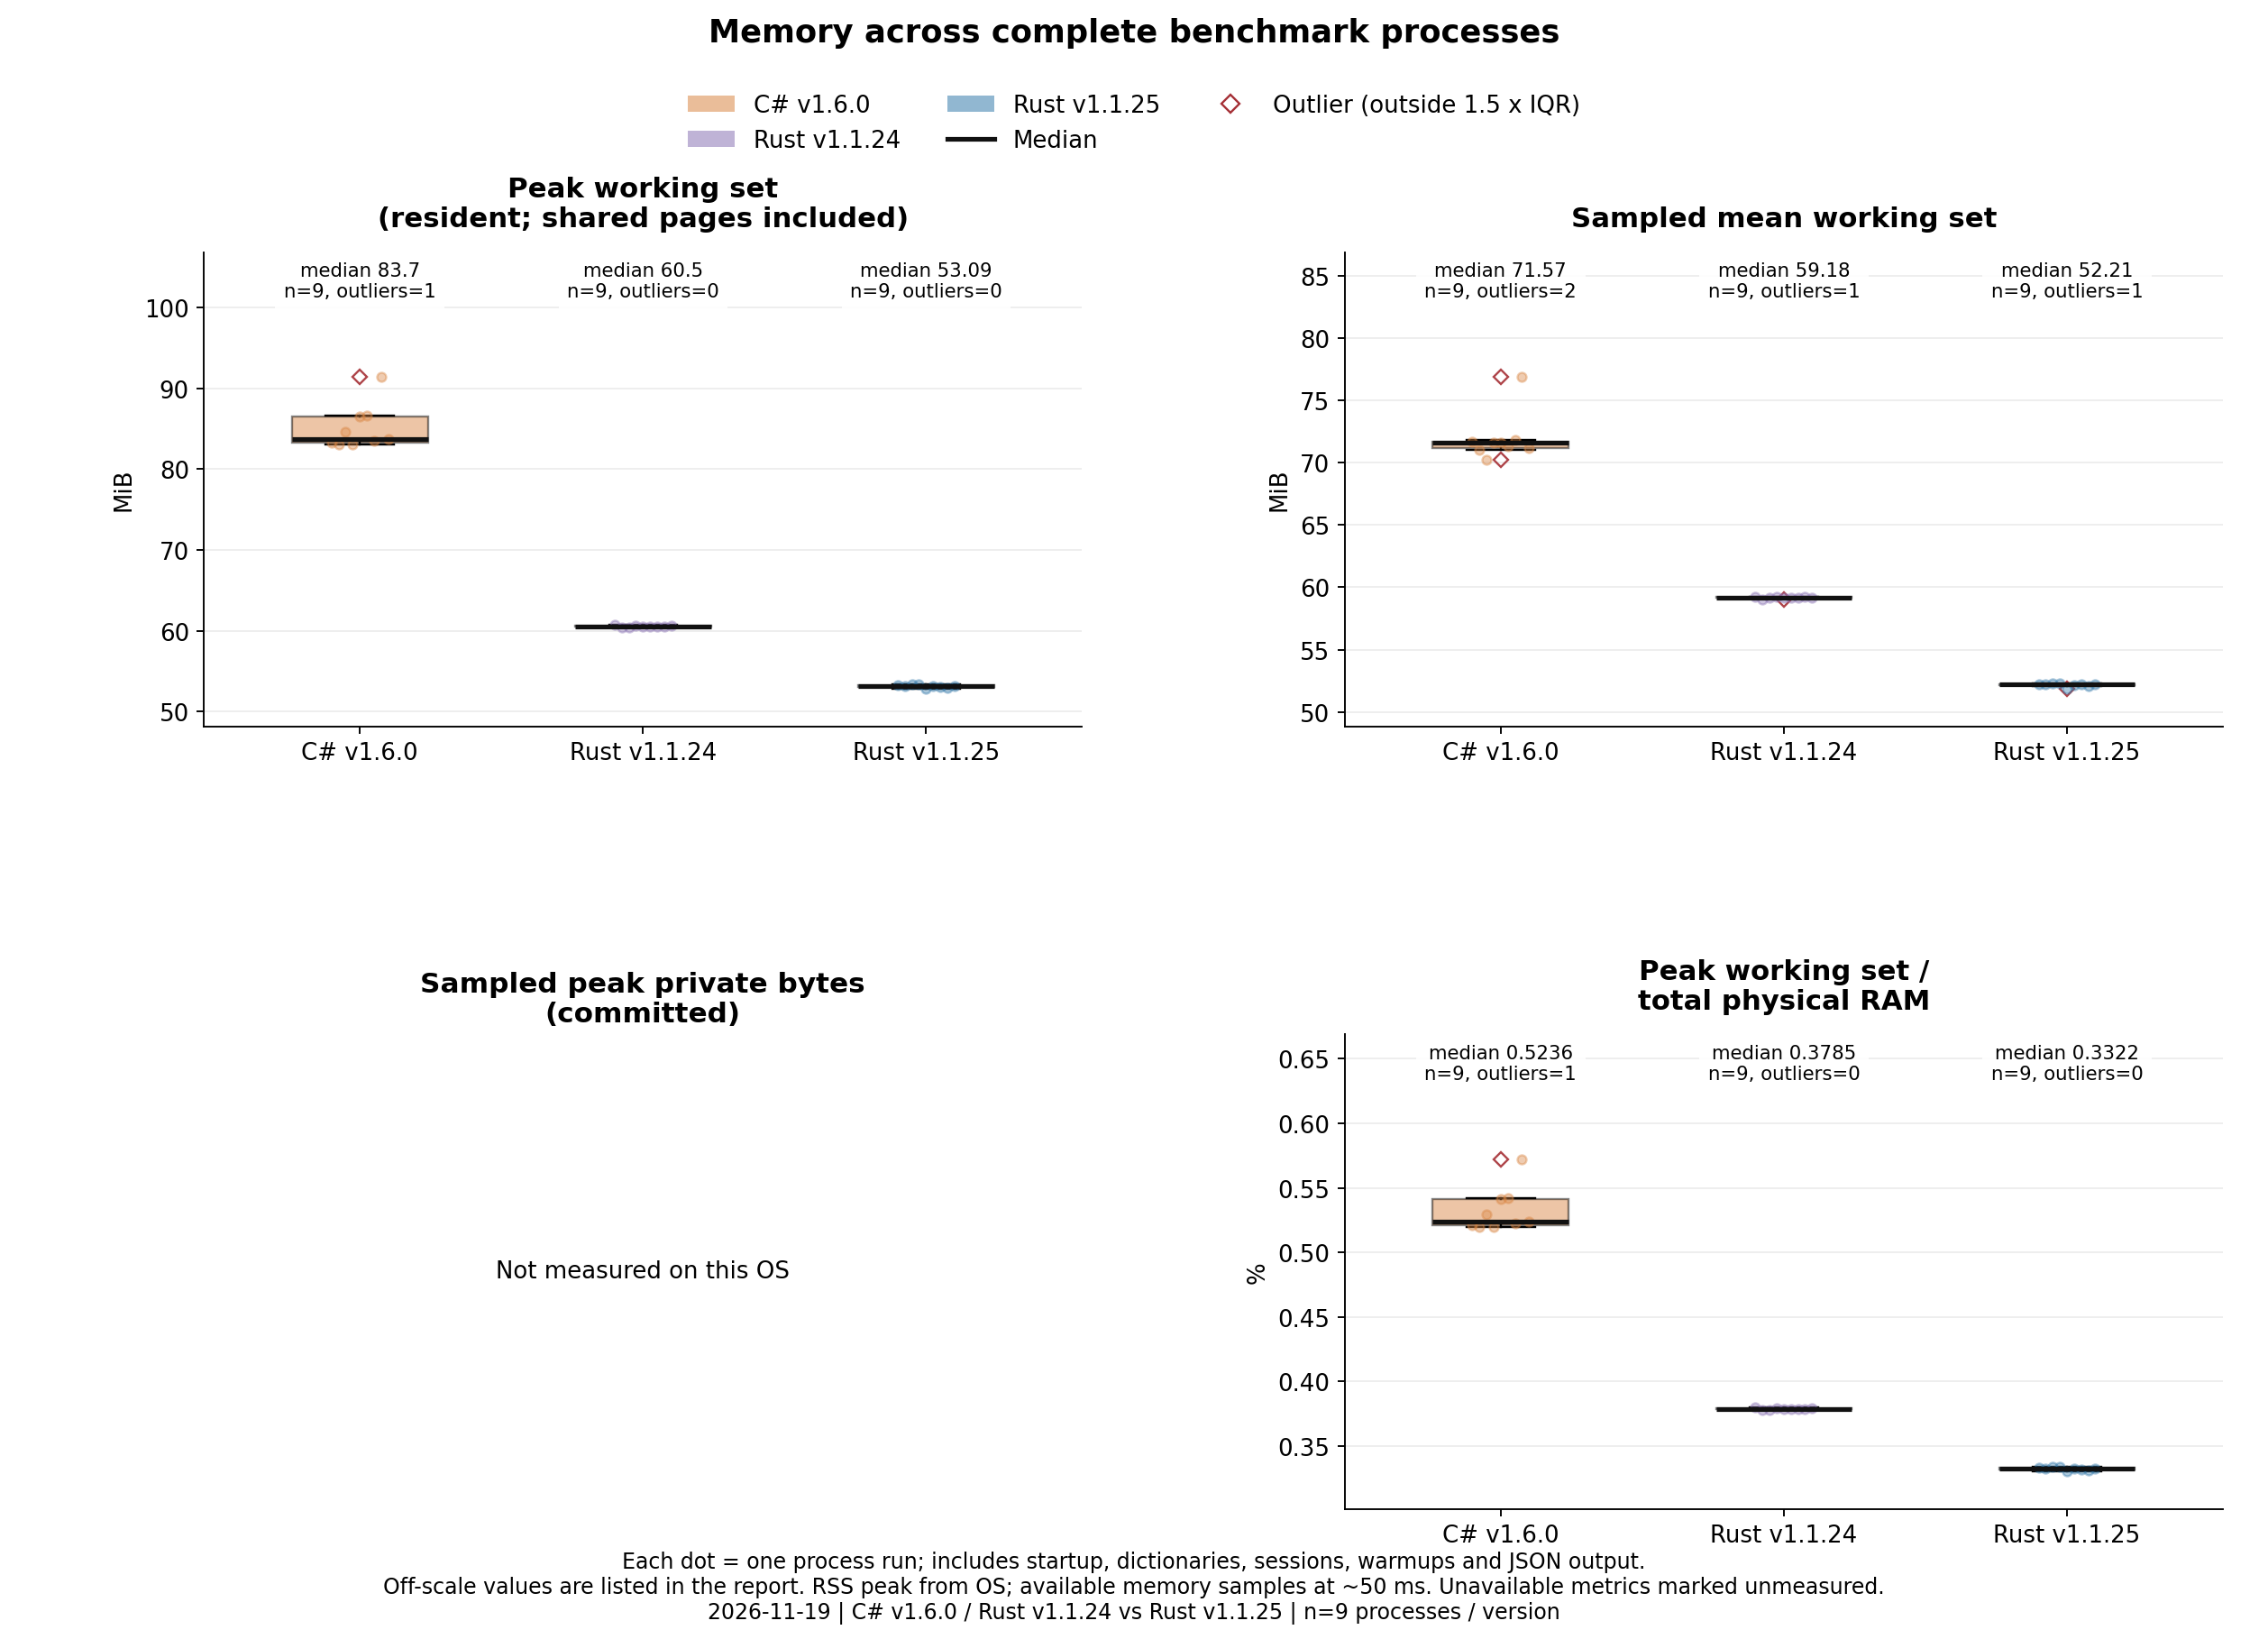 Memory across complete benchmark processes
C# v1.6.0
Rust v1.1.24
Rust v1.1.25
Median
Outlier (outside 1.5 x IQR)
Peak working set
(resident; shared pages included)
median 83.7
n=9, outliers=1
median 60.5
n=9, outliers=0
median 53.09
n=9, outliers=0
MiB
100
90
80
70
60
50
C# v1.6.0
Rust v1.1.24
Rust v1.1.25
Sampled mean working set
median 71.57
n=9, outliers=2
median 59.18
n=9, outliers=1
median 52.21
n=9, outliers=1
MiB
85
80
75
70
65
60
55
50
C# v1.6.0
Rust v1.1.24
Rust v1.1.25
Sampled peak private bytes
(committed)
Not measured on this OS
Peak working set /
total physical RAM
median 0.5236
n=9, outliers=1
median 0.3785
n=9, outliers=0
median 0.3322
n=9, outliers=0
%
0.65
0.60
0.55
0.50
0.45
0.40
0.35
C# v1.6.0
Rust v1.1.24
Rust v1.1.25
Each dot = one process run; includes startup, dictionaries, sessions, warmups and JSON output.
Off-scale values are listed in the report. RSS peak from OS; available memory samples at ~50 ms. Unavailable metrics marked unmeasured.
2026-11-19 | C# v1.6.0 / Rust v1.1.24 vs Rust v1.1.25 | n=9 processes / version